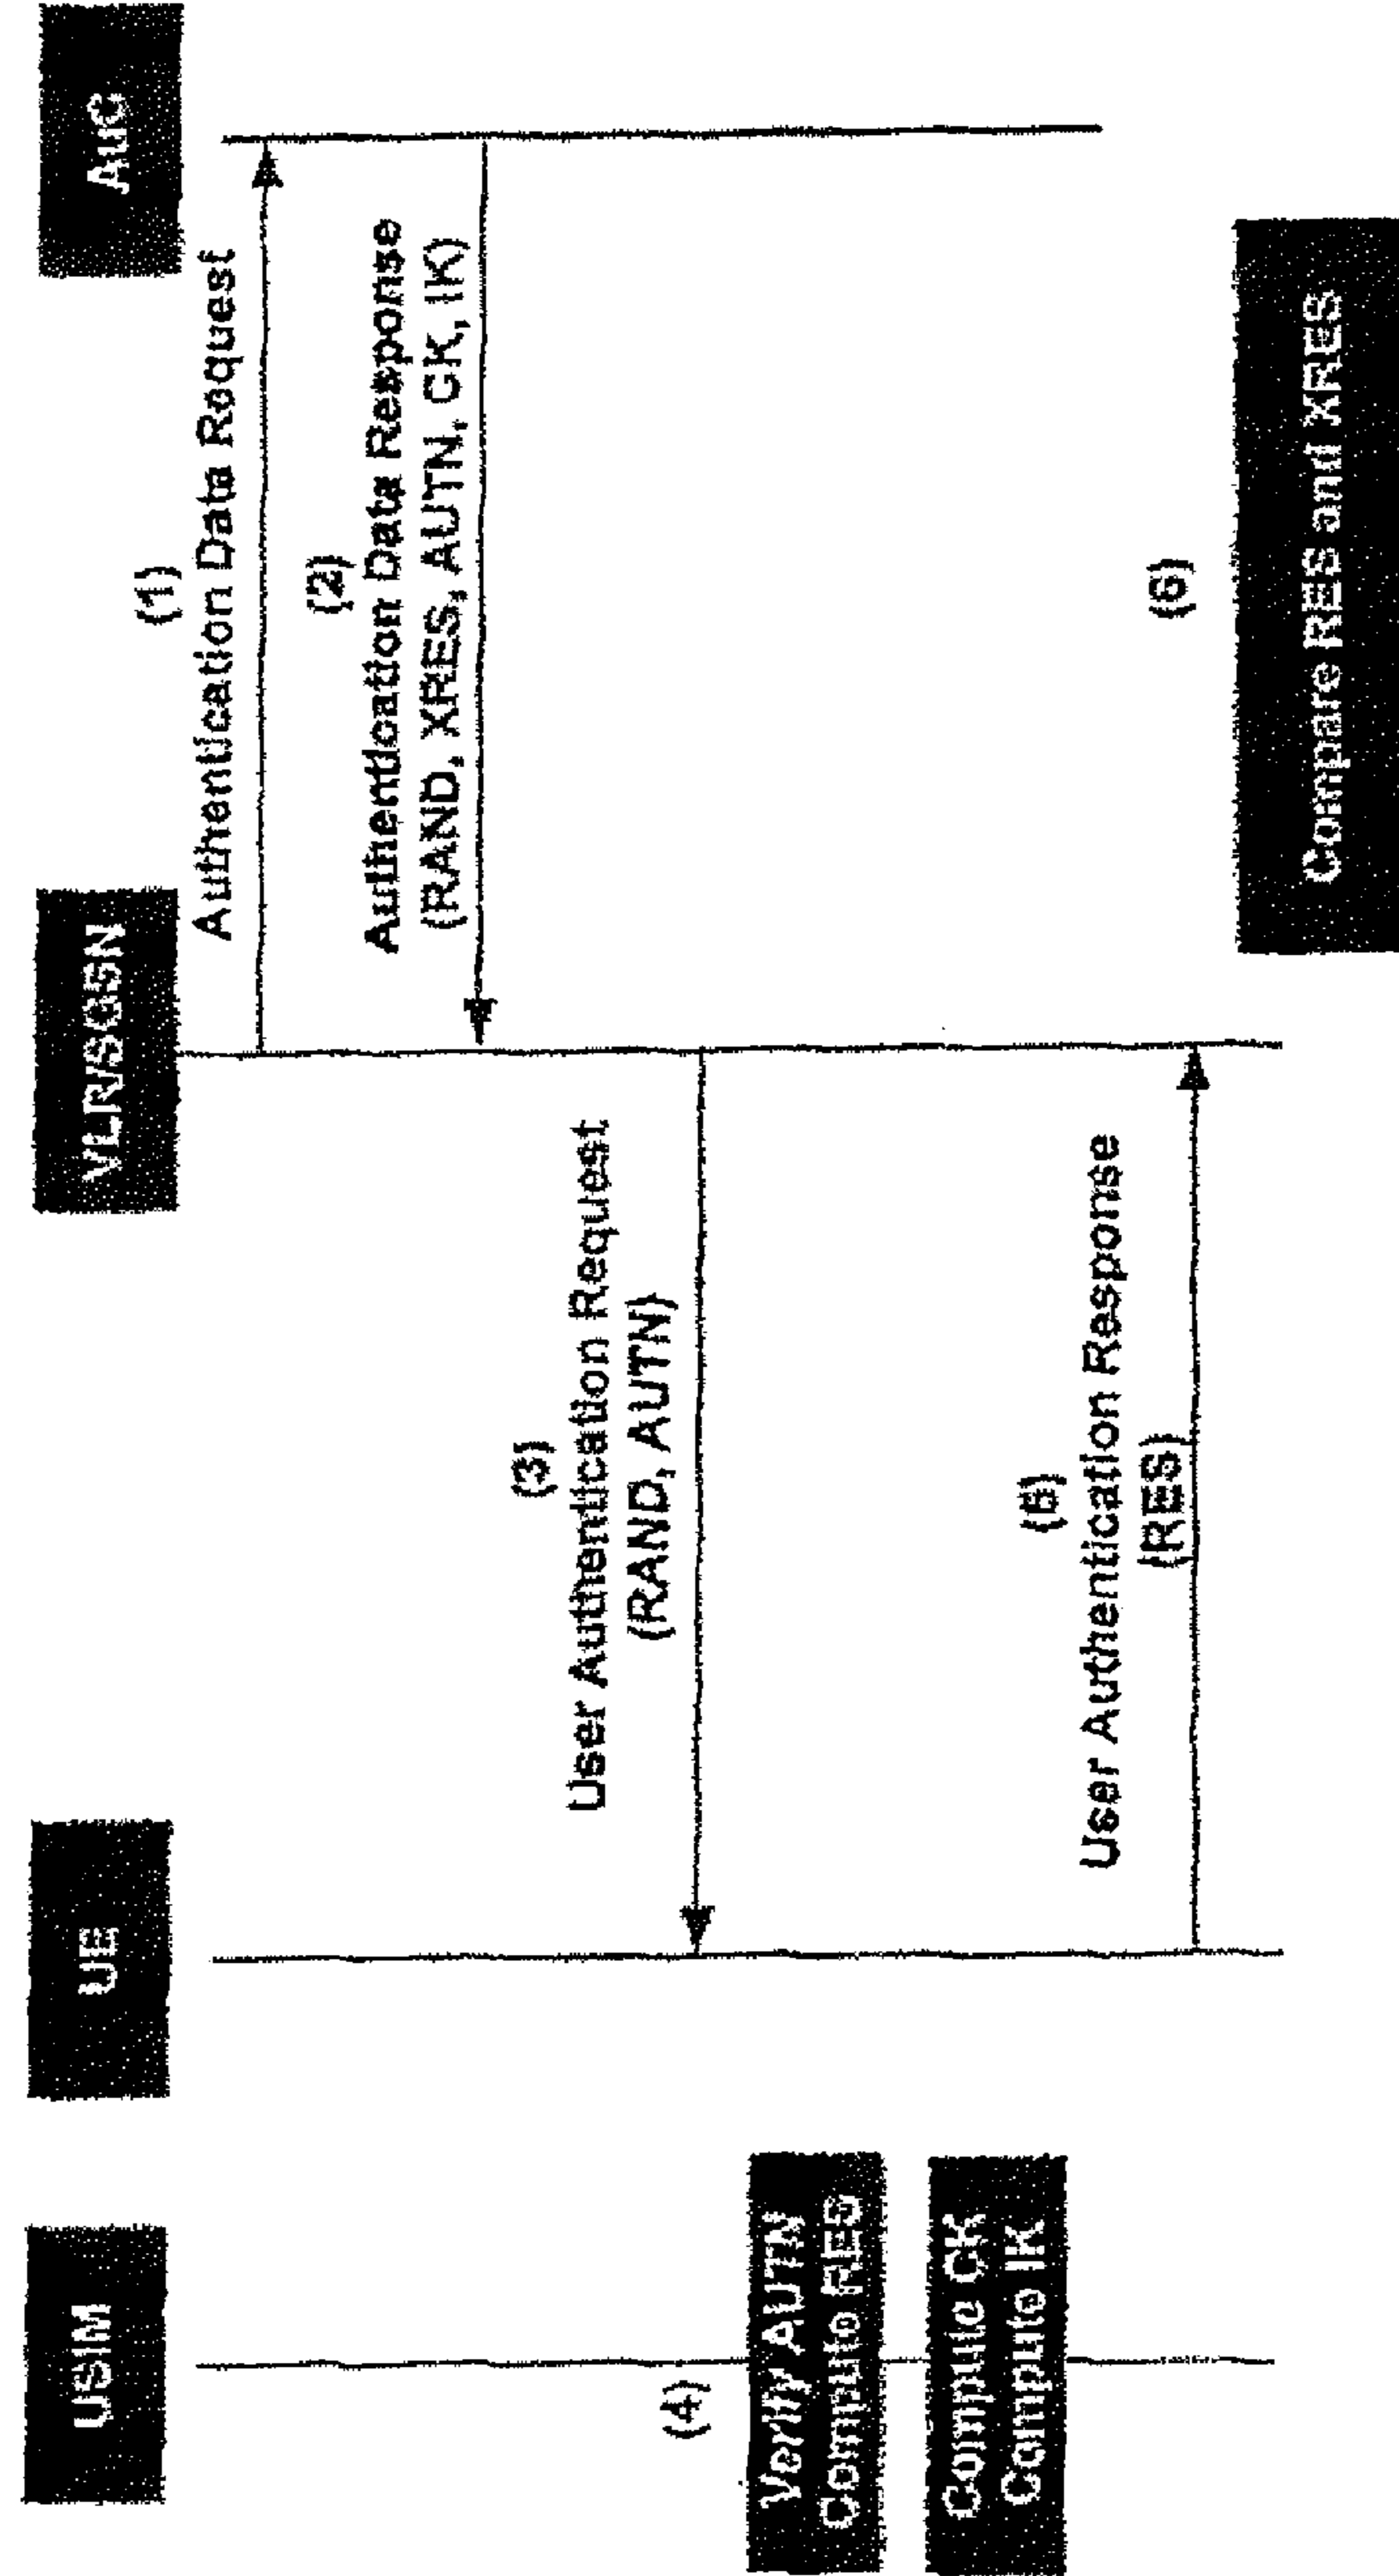 USIM
UE
VLR/SGSN
AuC
(1)
Authentication Data Request
(2)
Authentication Data Response
(RAND, XRES, AUTN, CK, IK)
(3)
User Authentication Request
(RAND, AUTN)
(4)
Verify AUTN
Compute RES
Compute CK
Compute IK
(5)
User Authentication Response
(RES)
(6)
Compare RES and XRES